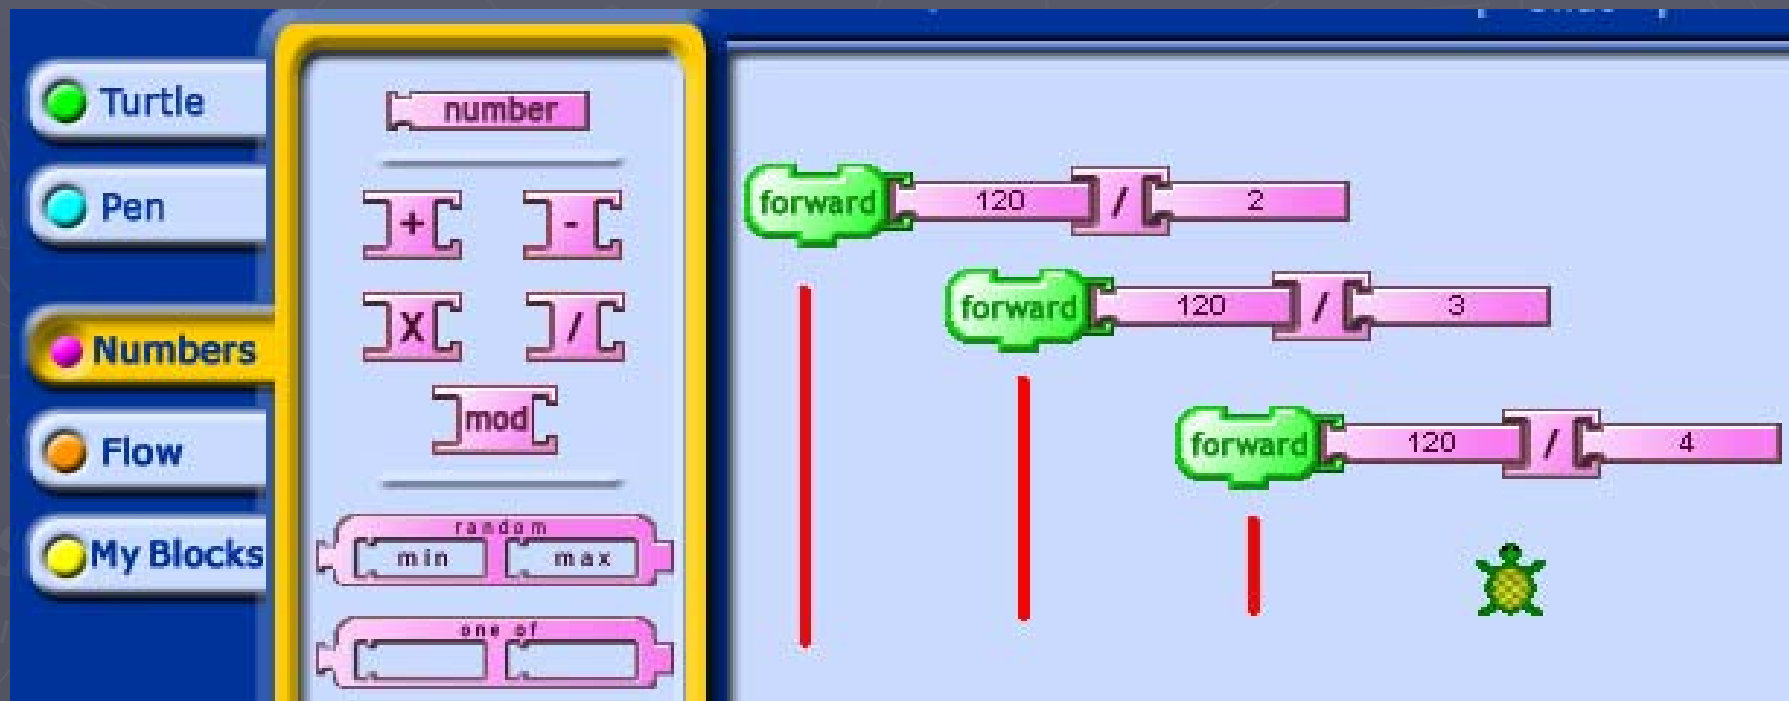 Turtle
Pen
Numbers
Flow
My Blocks
number
+ -
X /
mod
random
min max
one of
forward 120 / 2
forward 120 / 3
forward 120 / 4